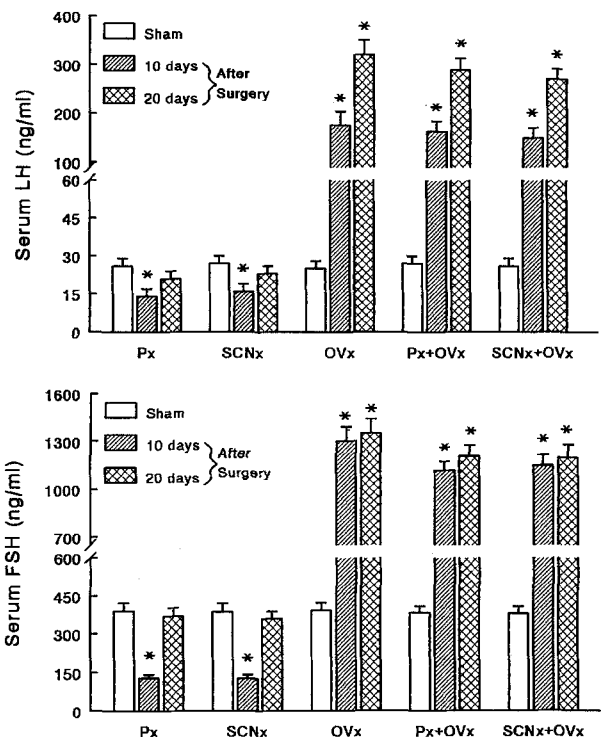 400
300
200
100
60
45
30
15
0
Serum LH (ng/ml)
Sham
10 days
20 days
After
Surgery
* * * * * * * *
Px SCNx OVx Px+OVx SCNx+OVx
1600
1300
1000
700
600
450
300
150
0
Serum FSH (ng/ml)
Sham
10 days
20 days
After
Surgery
* * * * * * * *
Px SCNx OVx Px+OVx SCNx+OVx